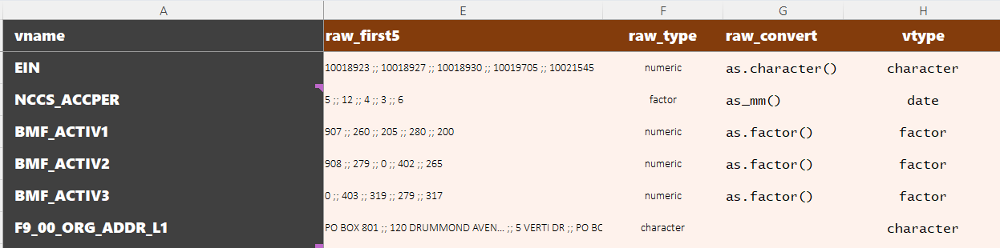 A E F G H
vname raw_first5 raw_type raw_convert vtype
EIN 10018923 ;; 10018927 ;; 10018930 ;; 10019705 ;; 10021545 numeric as.character() character
NCCS_ACCPER 5 ;; 12 ;; 4 ;; 3 ;; 6 factor as_mm() date
BMF_ACTIV1 907 ;; 260 ;; 205 ;; 280 ;; 200 numeric as.factor() factor
BMF_ACTIV2 908 ;; 279 ;; 0 ;; 402 ;; 265 numeric as.factor() factor
BMF_ACTIV3 0 ;; 403 ;; 319 ;; 279 ;; 317 numeric as.factor() factor
F9_00_ORG_ADDR_L1 PO BOX 801 ;; 120 DRUMMOND AVEN... ;; 5 VERTI DR ;; PO BC character character